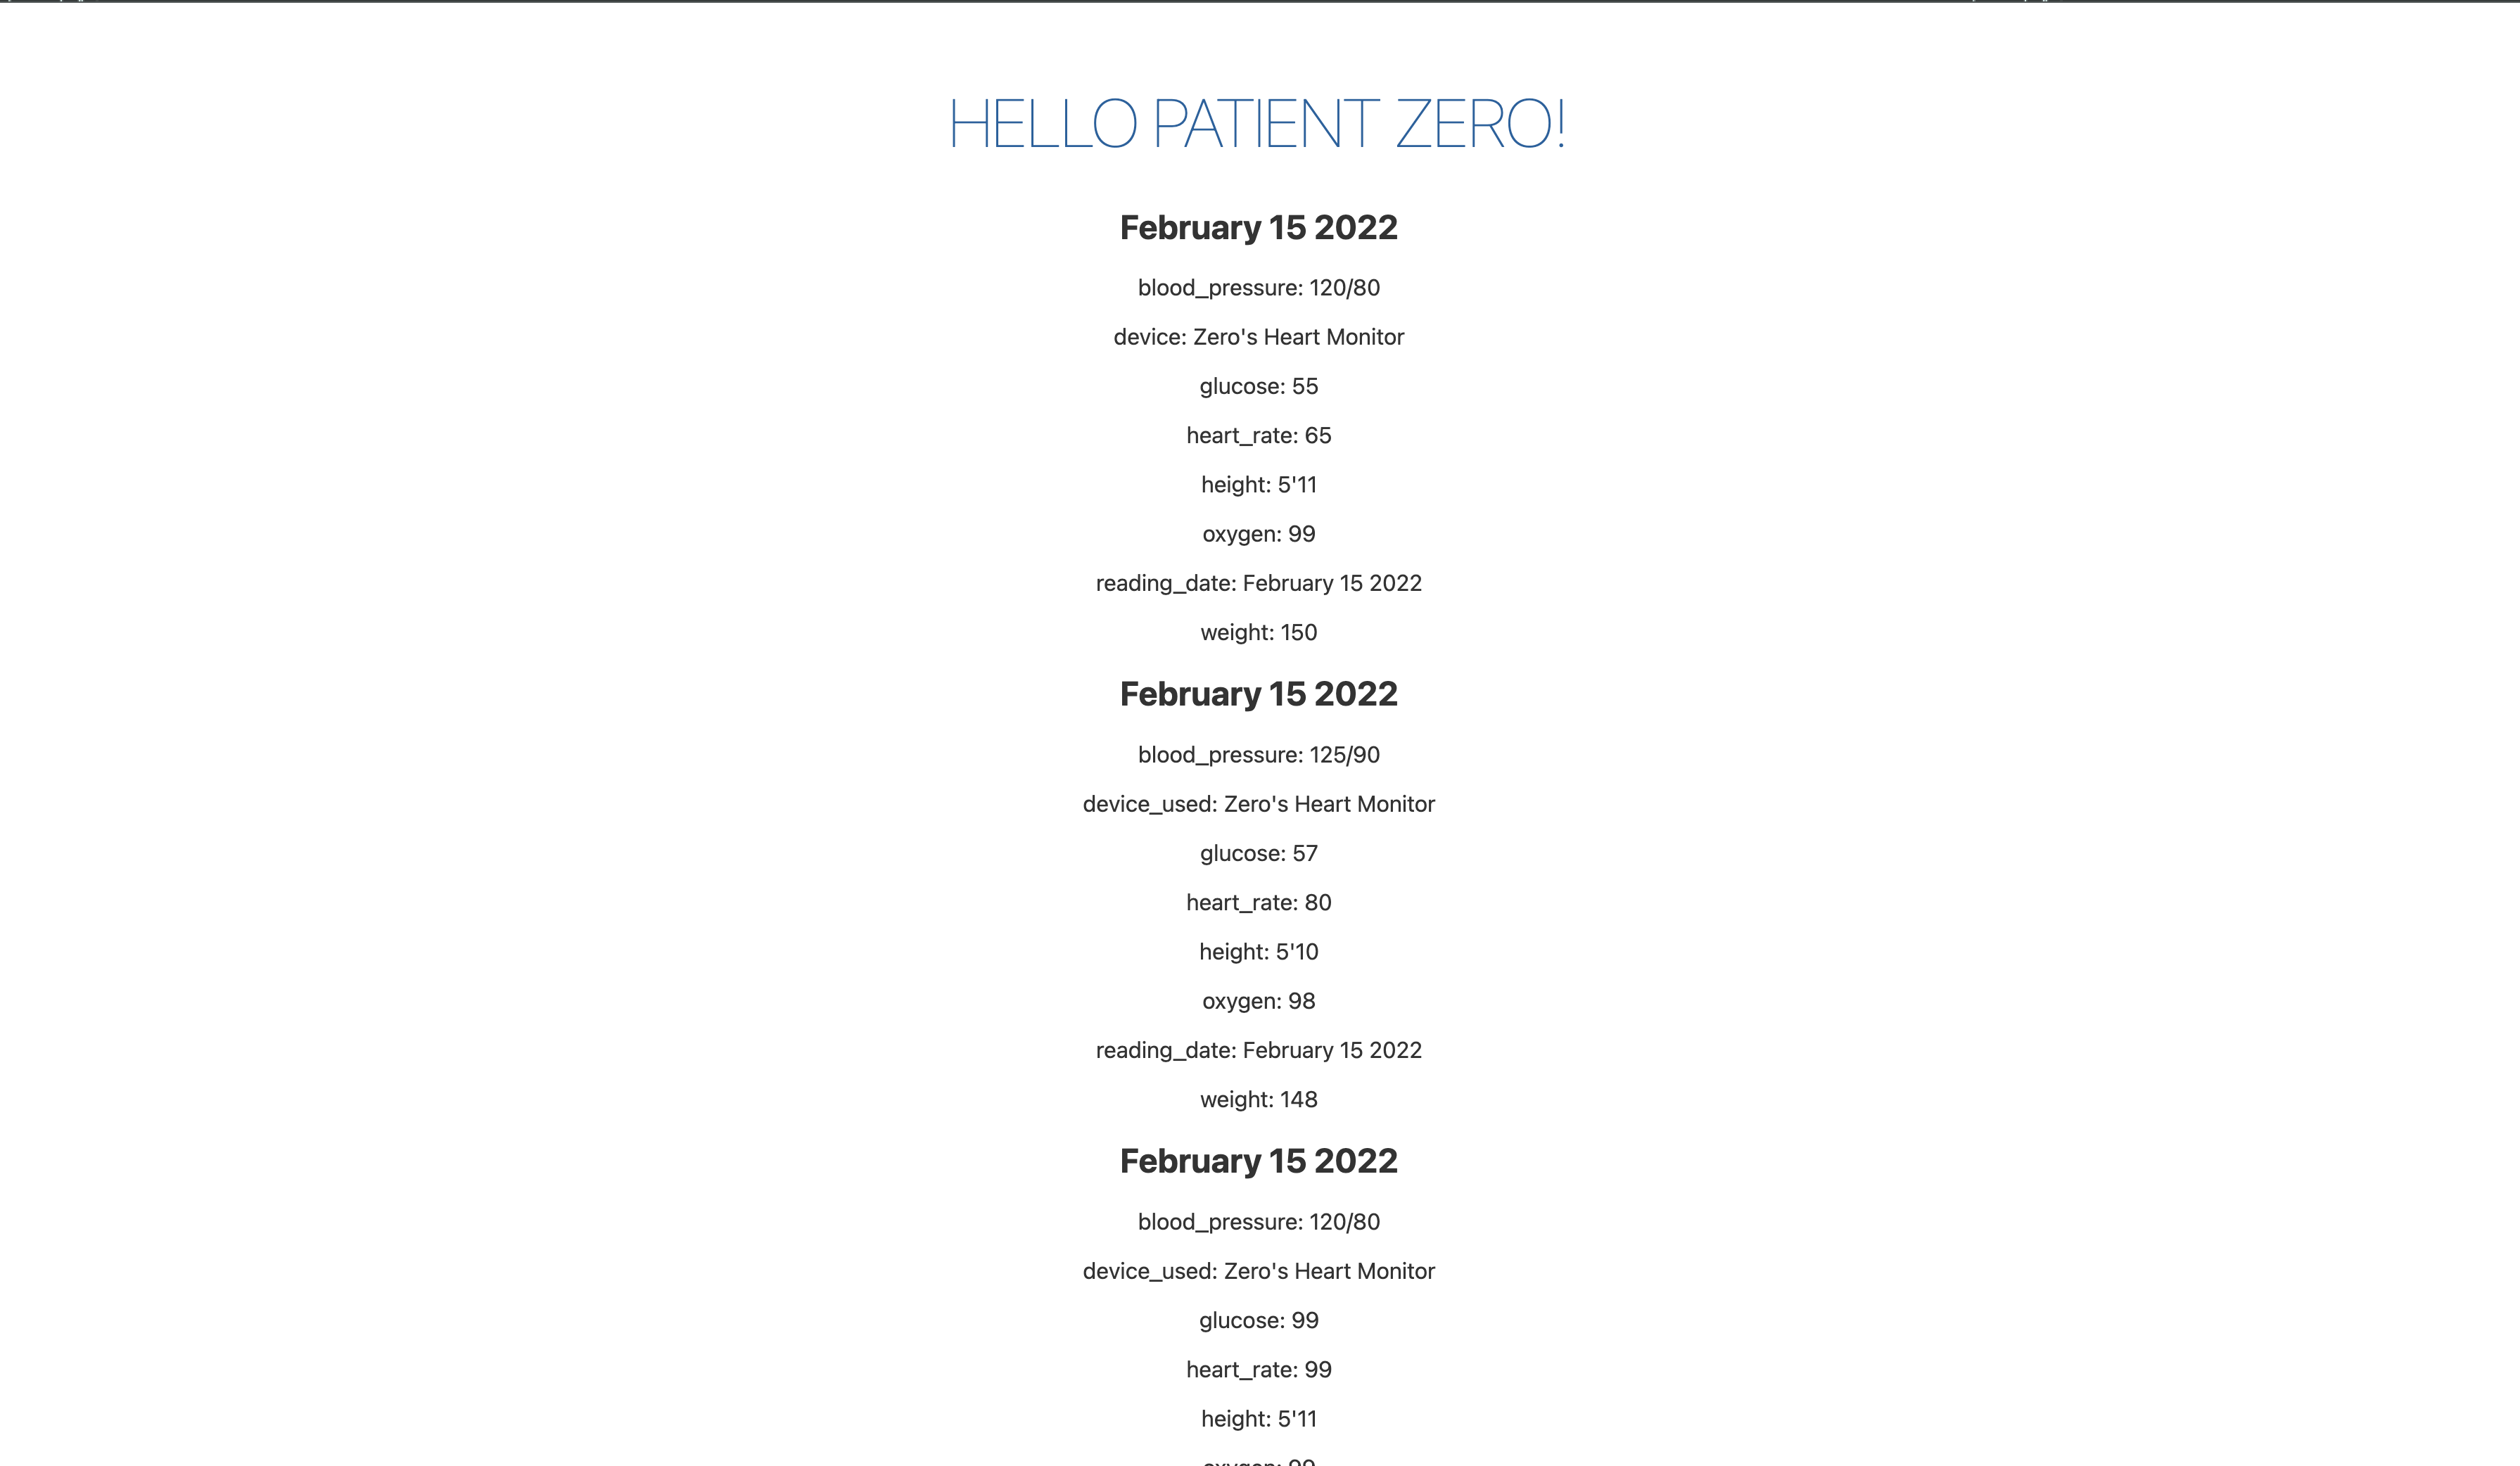 HELLO PATIENT ZERO!
February 15 2022
blood_pressure: 120/80
device: Zero's Heart Monitor
glucose: 55
heart_rate: 65
height: 5'11
oxygen: 99
reading_date: February 15 2022
weight: 150
February 15 2022
blood_pressure: 125/90
device_used: Zero's Heart Monitor
glucose: 57
heart_rate: 80
height: 5'10
oxygen: 98
reading_date: February 15 2022
weight: 148
February 15 2022
blood_pressure: 120/80
device_used: Zero's Heart Monitor
glucose: 99
heart_rate: 99
height: 5'11